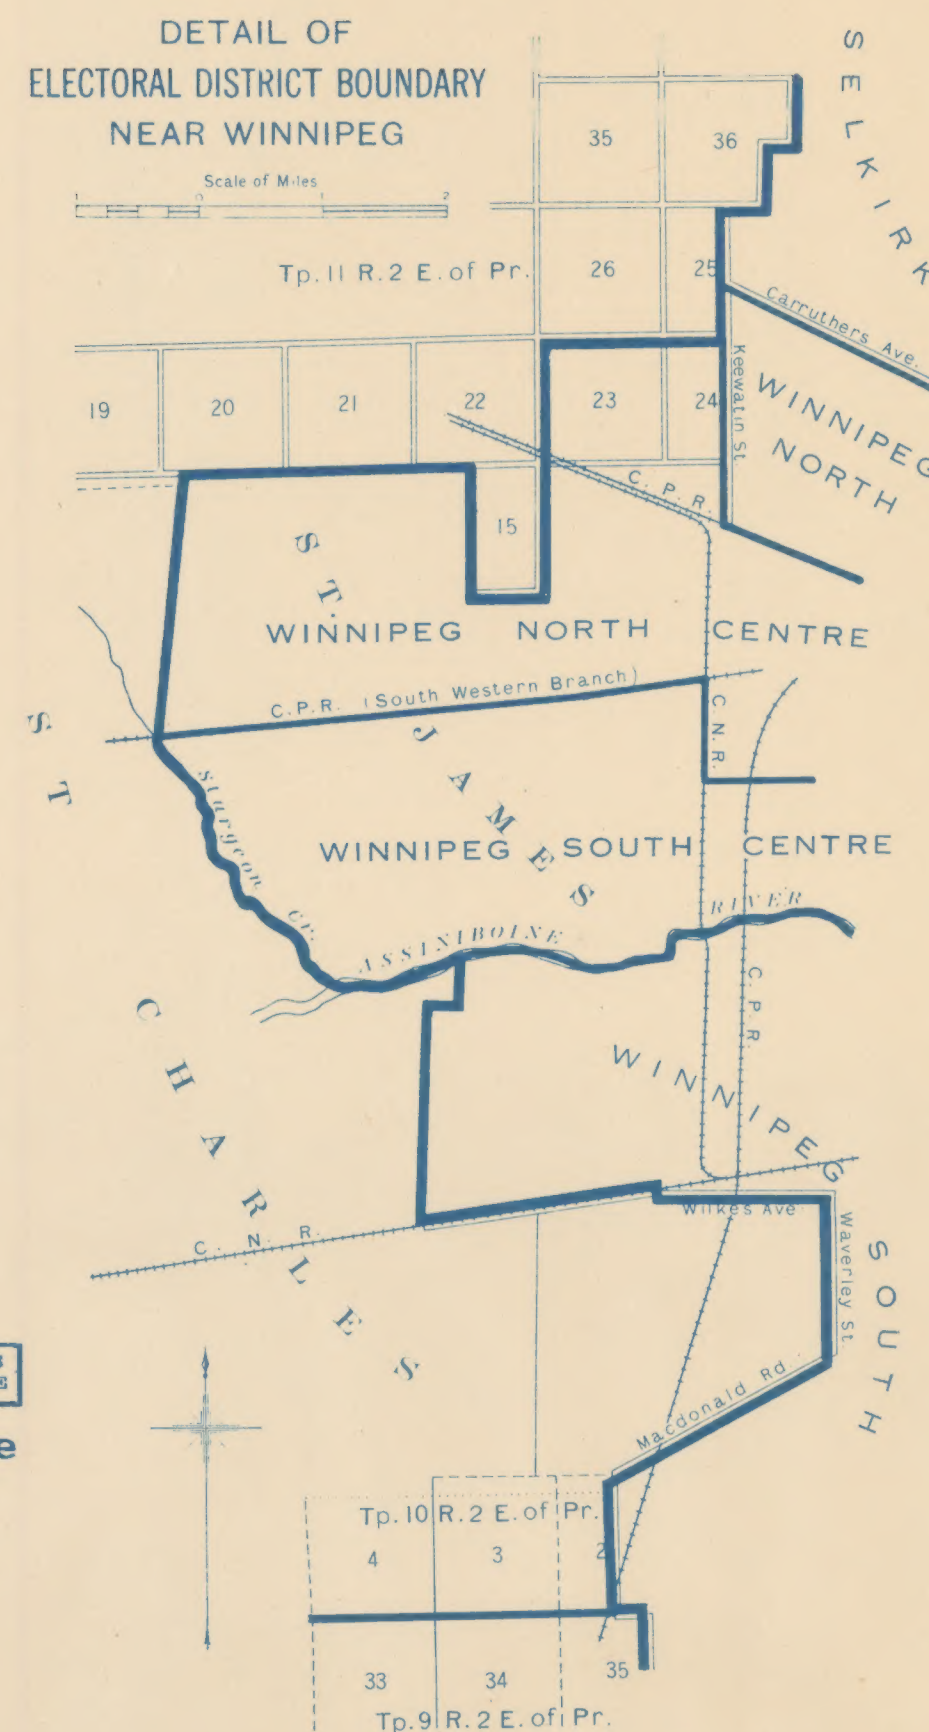 DETAIL OF
ELECTORAL DISTRICT BOUNDARY
NEAR WINNIPEG
Scale of Miles
1 0 1 2
SELKIRK
35 36
Tp. 11 R. 2 E. of Pr. 26 25
Carruthers Ave.
19 20 21 22 23 24
Keewatin St.
WINNIPEG
NORTH
C. P. R.
15
ST. JAMES
WINNIPEG NORTH CENTRE
C.P.R. (South Western Branch)
C. N. R.
Sturgeon Cr.
WINNIPEG SOUTH CENTRE
ASSINIBOINE RIVER
C. P. R.
ST CHARLES
WINNIPEG
SOUTH
Wilkes Ave
Waverley St.
C. N. R.
Macdonald Rd.
e
Tp. 10 R. 2 E. of Pr.
4 3 2
33 34 35
Tp. 9 R. 2 E. of Pr.